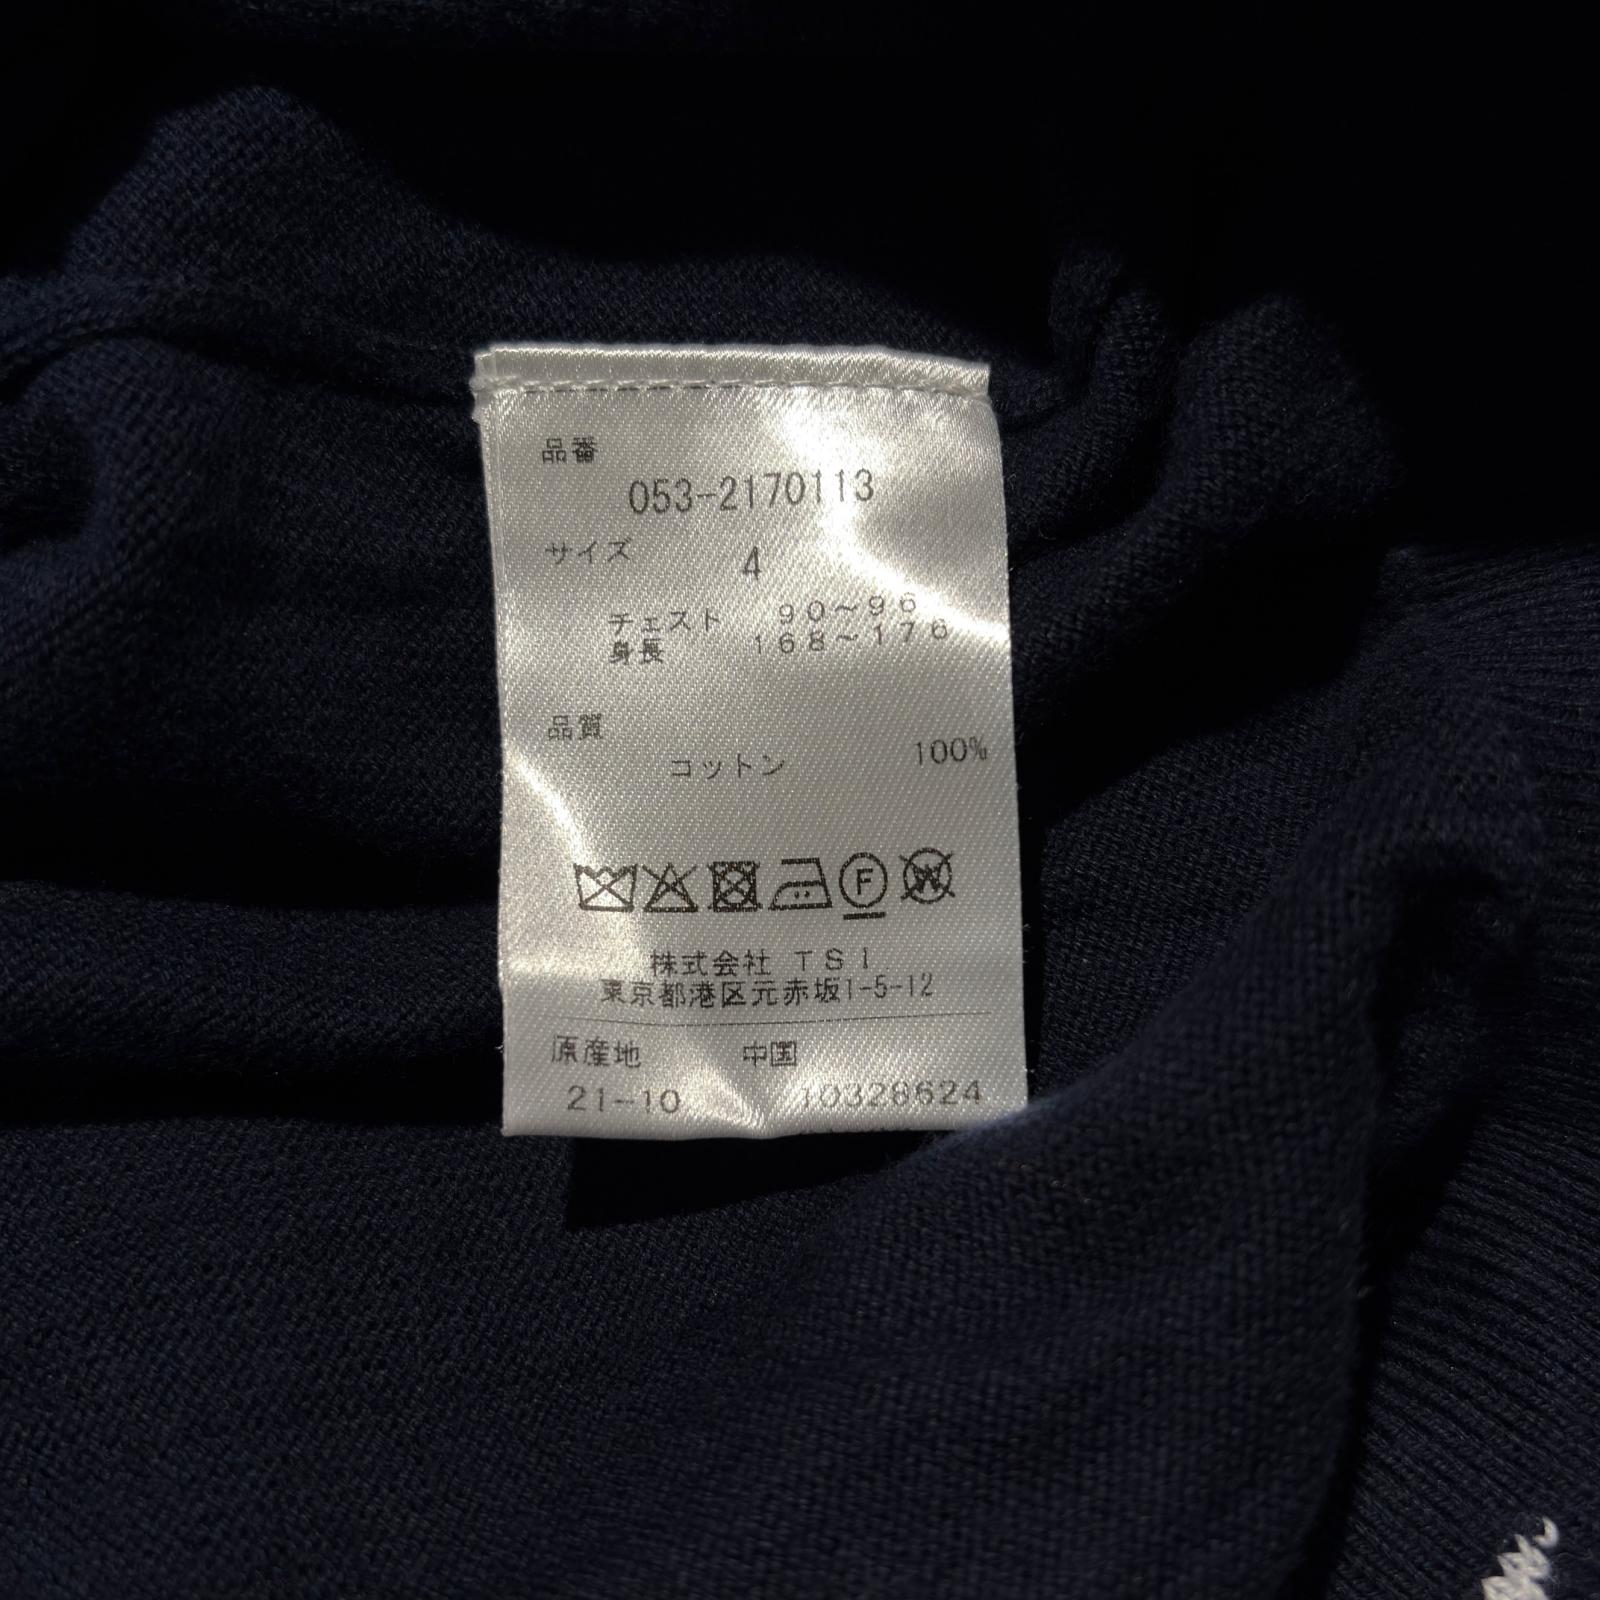 品番
053-2170113
サイズ 4
チェスト 90~96
身長 168~176
品質
コットン 100%
F W
株式会社 TSI
東京都港区元赤坂1-5-12
原産地 中国
21-10 10328624